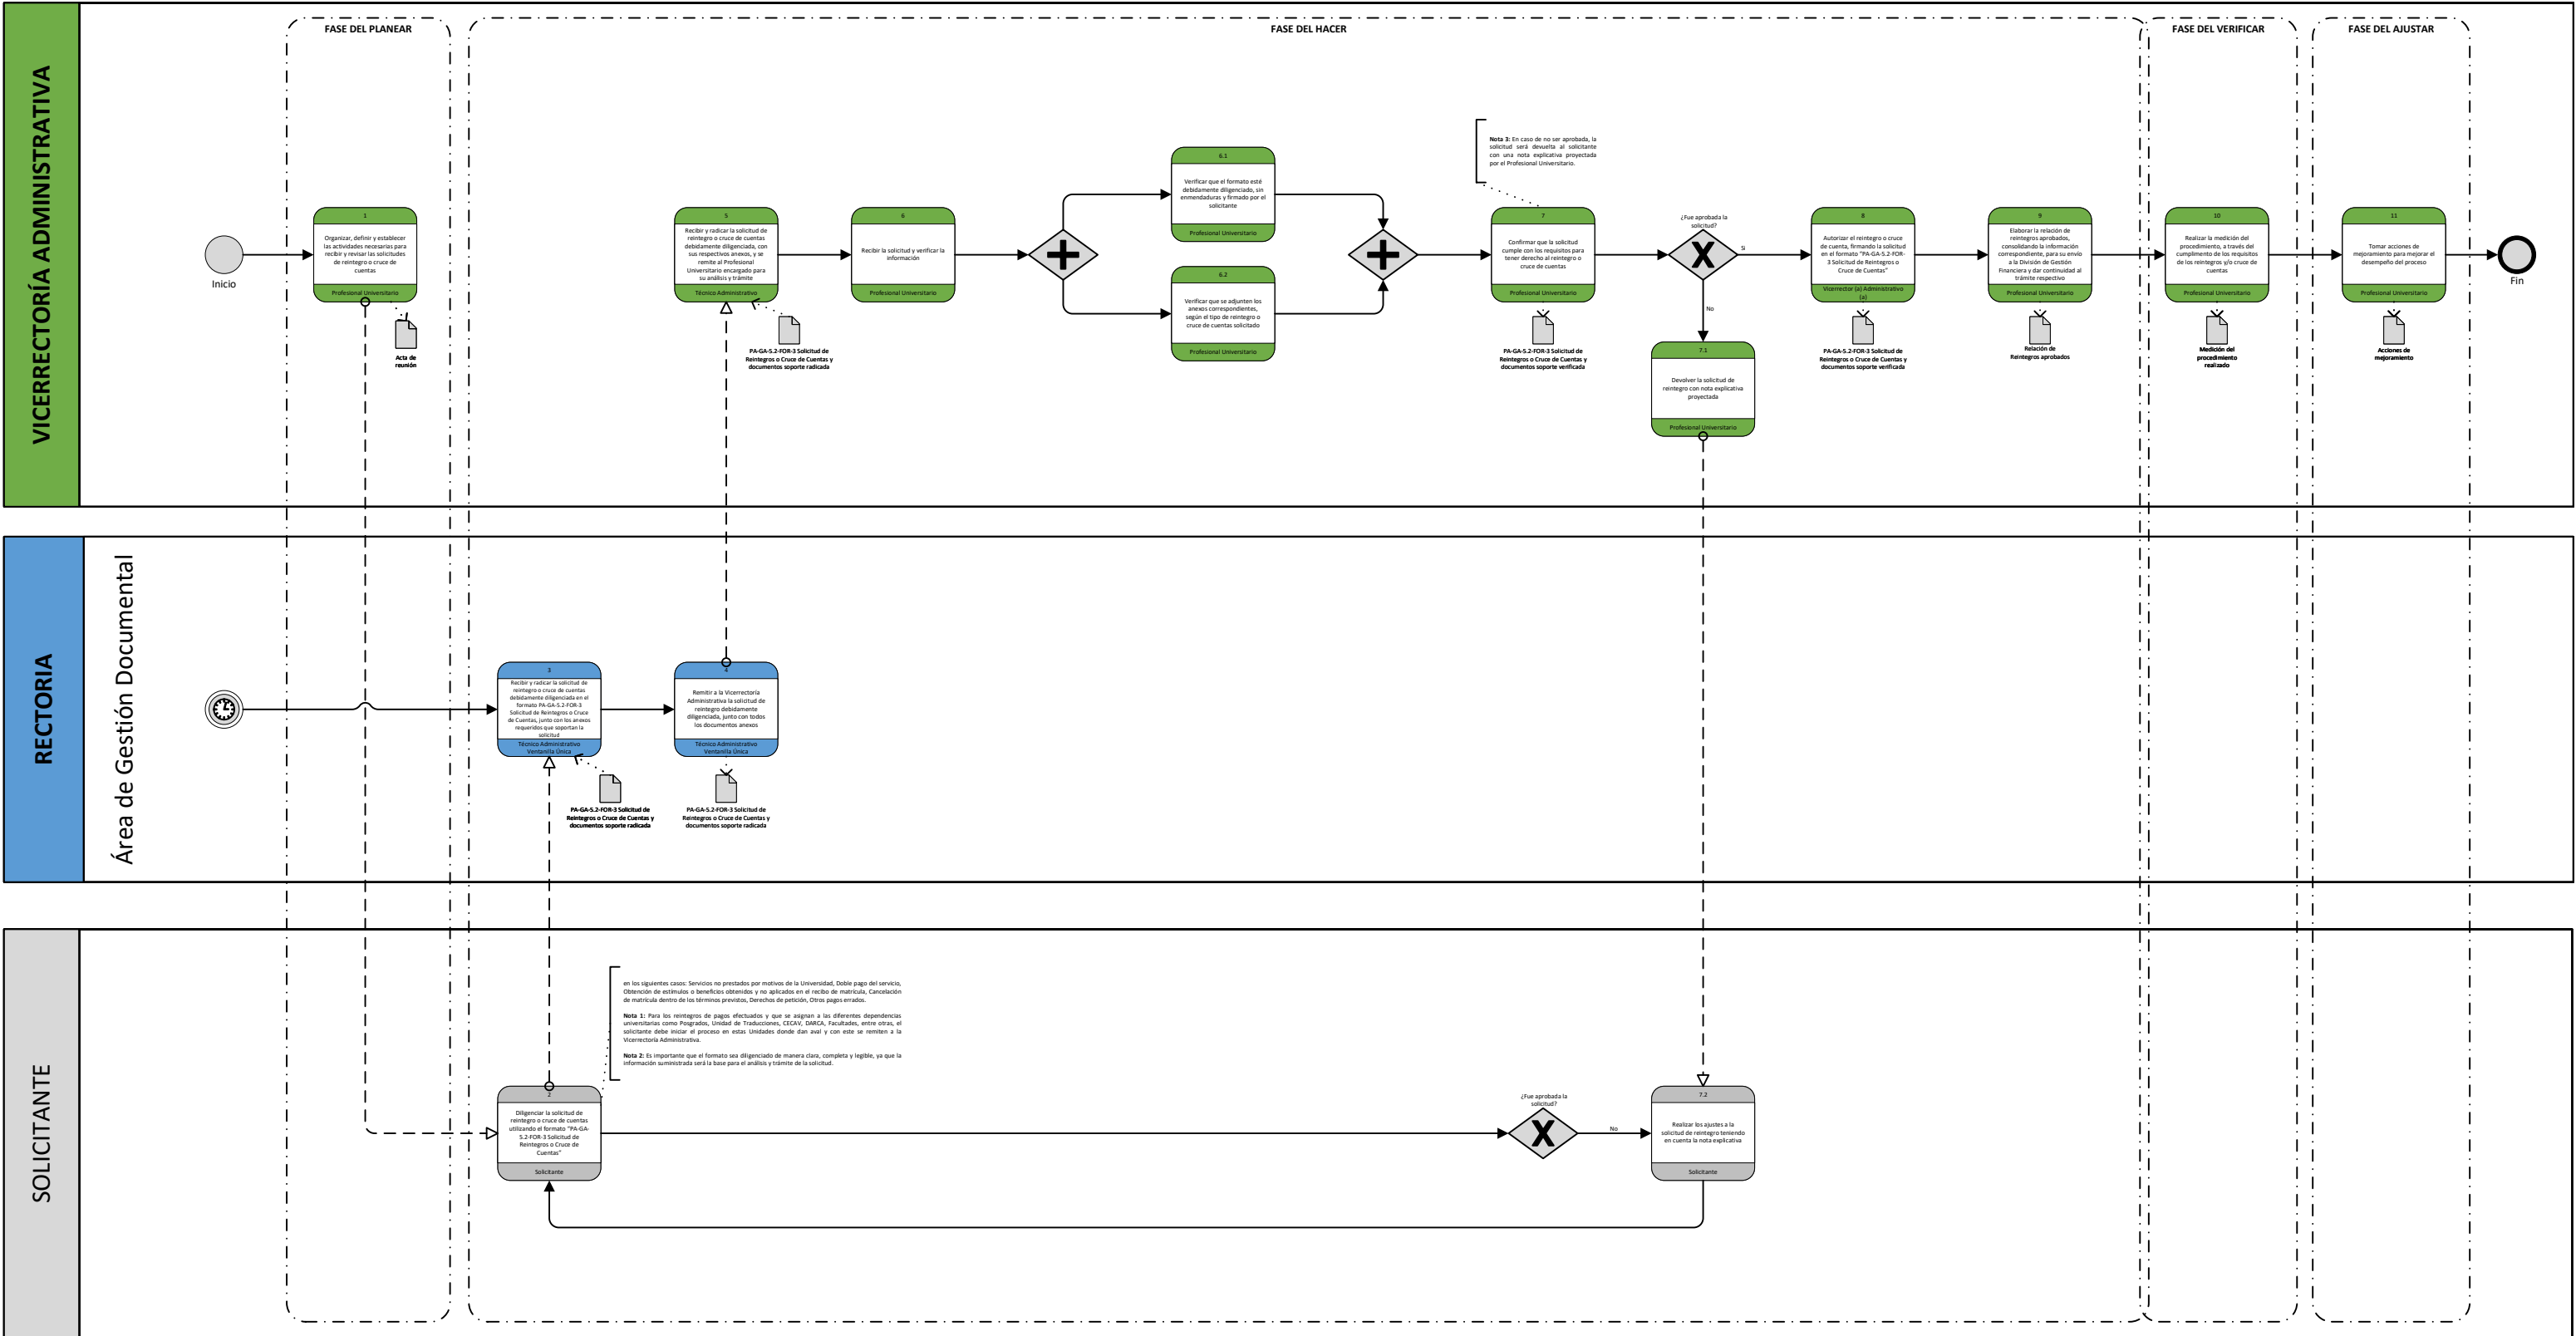 VICERRECTORÍA ADMINISTRATIVA
FASE DEL PLANEAR
FASE DEL HACER
FASE DEL VERIFICAR
FASE DEL AJUSTAR
Inicio
1
Organizar, definir y establecer
las actividades necesarias para
recibir y revisar las solicitudes
de reintegro o cruce de
cuentas
Profesional Universitario
Acta de
reunión
5
Recibir y radicar la solicitud de
reintegro o cruce de cuentas
debidamente diligenciada, con
sus respectivos anexos, y se
remite al Profesional
Universitario encargado para
su análisis y trámite
Técnico Administrativo
PA-GA-5.2-FOR-3 Solicitud de
Reintegros o Cruce de Cuentas y
documentos soporte radicada
6
Recibir la solicitud y verificar la
información
Profesional Universitario
6.1
Verificar que el formato esté
debidamente diligenciado, sin
enmendaduras y firmado por el
solicitante
Profesional Universitario
6.2
Verificar que se adjunten los
anexos correspondientes,
según el tipo de reintegro o
cruce de cuentas solicitado
Profesional Universitario
Nota 3: En caso de no ser aprobada, la
solicitud será devuelta al solicitante
con una nota explicativa proyectada
por el Profesional Universitario.
7
Confirmar que la solicitud
cumple con los requisitos para
tener derecho al reintegro o
cruce de cuentas
Profesional Universitario
PA-GA-5.2-FOR-3 Solicitud de
Reintegros o Cruce de Cuentas y
documentos soporte verificada
¿Fue aprobada la
solicitud?
Si
No
7.1
Devolver la solicitud de
reintegro con nota explicativa
proyectada
Profesional Universitario
8
Autorizar el reintegro o cruce
de cuenta, firmando la solicitud
en el formato "PA-GA-5.2-FOR-
3 Solicitud de Reintegros o
Cruce de Cuentas"
Vicerrector (a) Administrativo
(a)
PA-GA-5.2-FOR-3 Solicitud de
Reintegros o Cruce de Cuentas y
documentos soporte verificada
9
Elaborar la relación de
reintegros aprobados,
consolidando la información
correspondiente, para su envío
a la División de Gestión
Financiera y dar continuidad al
trámite respectivo
Profesional Universitario
Relación de
Reintegros aprobados
10
Realizar la medición del
procedimiento, a través del
cumplimento de los requisitos
de los reintegros y/o cruce de
cuentas
Profesional Universitario
Medición del
procedimiento
realizado
11
Tomar acciones de
mejoramiento para mejorar el
desempeño del proceso
Profesional Universitario
Acciones de
mejoramiento
Fin
RECTORIA
Área de Gestión Documental
3
Recibir y radicar la solicitud de
reintegro o cruce de cuentas
debidamente diligenciada en el
formato PA-GA-5.2-FOR-3
Solicitud de Reintegros o Cruce
de Cuentas, junto con los anexos
requeridos que soportan la
solicitud
Técnico Administrativo
Ventanilla Única
PA-GA-5.2-FOR-3 Solicitud de
Reintegros o Cruce de Cuentas y
documentos soporte radicada
4
Remitir a la Vicerrectoría
Administrativa la solicitud de
reintegro debidamente
diligenciada, junto con todos
los documentos anexos
Técnico Administrativo
Ventanilla Única
PA-GA-5.2-FOR-3 Solicitud de
Reintegros o Cruce de Cuentas y
documentos soporte radicada
SOLICITANTE
en los siguientes casos: Servicios no prestados por motivos de la Universidad, Doble pago del servicio,
Obtención de estímulos o beneficios obtenidos y no aplicados en el recibo de matrícula, Cancelación
de matrícula dentro de los términos previstos, Derechos de petición, Otros pagos errados.
Nota 1: Para los reintegros de pagos efectuados y que se asignan a las diferentes dependencias
universitarias como Posgrados, Unidad de Traducciones, CECAV, DARCA, Facultades, entre otras, el
solicitante debe iniciar el proceso en estas Unidades donde dan aval y con este se remiten a la
Vicerrectoría Administrativa.
Nota 2: Es importante que el formato sea diligenciado de manera clara, completa y legible, ya que la
información suministrada será la base para el análisis y trámite de la solicitud.
2
Diligenciar la solicitud de
reintegro o cruce de cuentas
utilizando el formato "PA-GA-
5.2-FOR-3 Solicitud de
Reintegros o Cruce de
Cuentas"
Solicitante
¿Fue aprobada la
solicitud?
No
7.2
Realizar los ajustes a la
solicitud de reintegro teniendo
en cuenta la nota explicativa
Solicitante